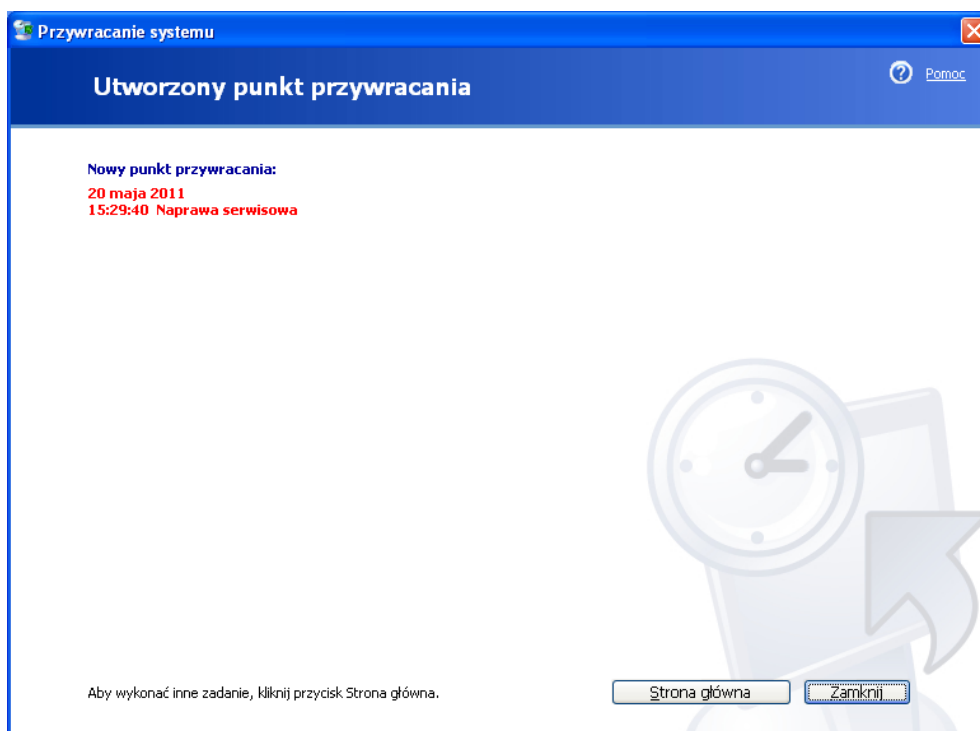 Przywracanie systemu
Utworzony punkt przywracania
Pomoc
Nowy punkt przywracania:
20 maja 2011
15:29:40 Naprawa serwisowa
Aby wykonać inne zadanie, kliknij przycisk Strona główna.
Strona główna
Zamknij